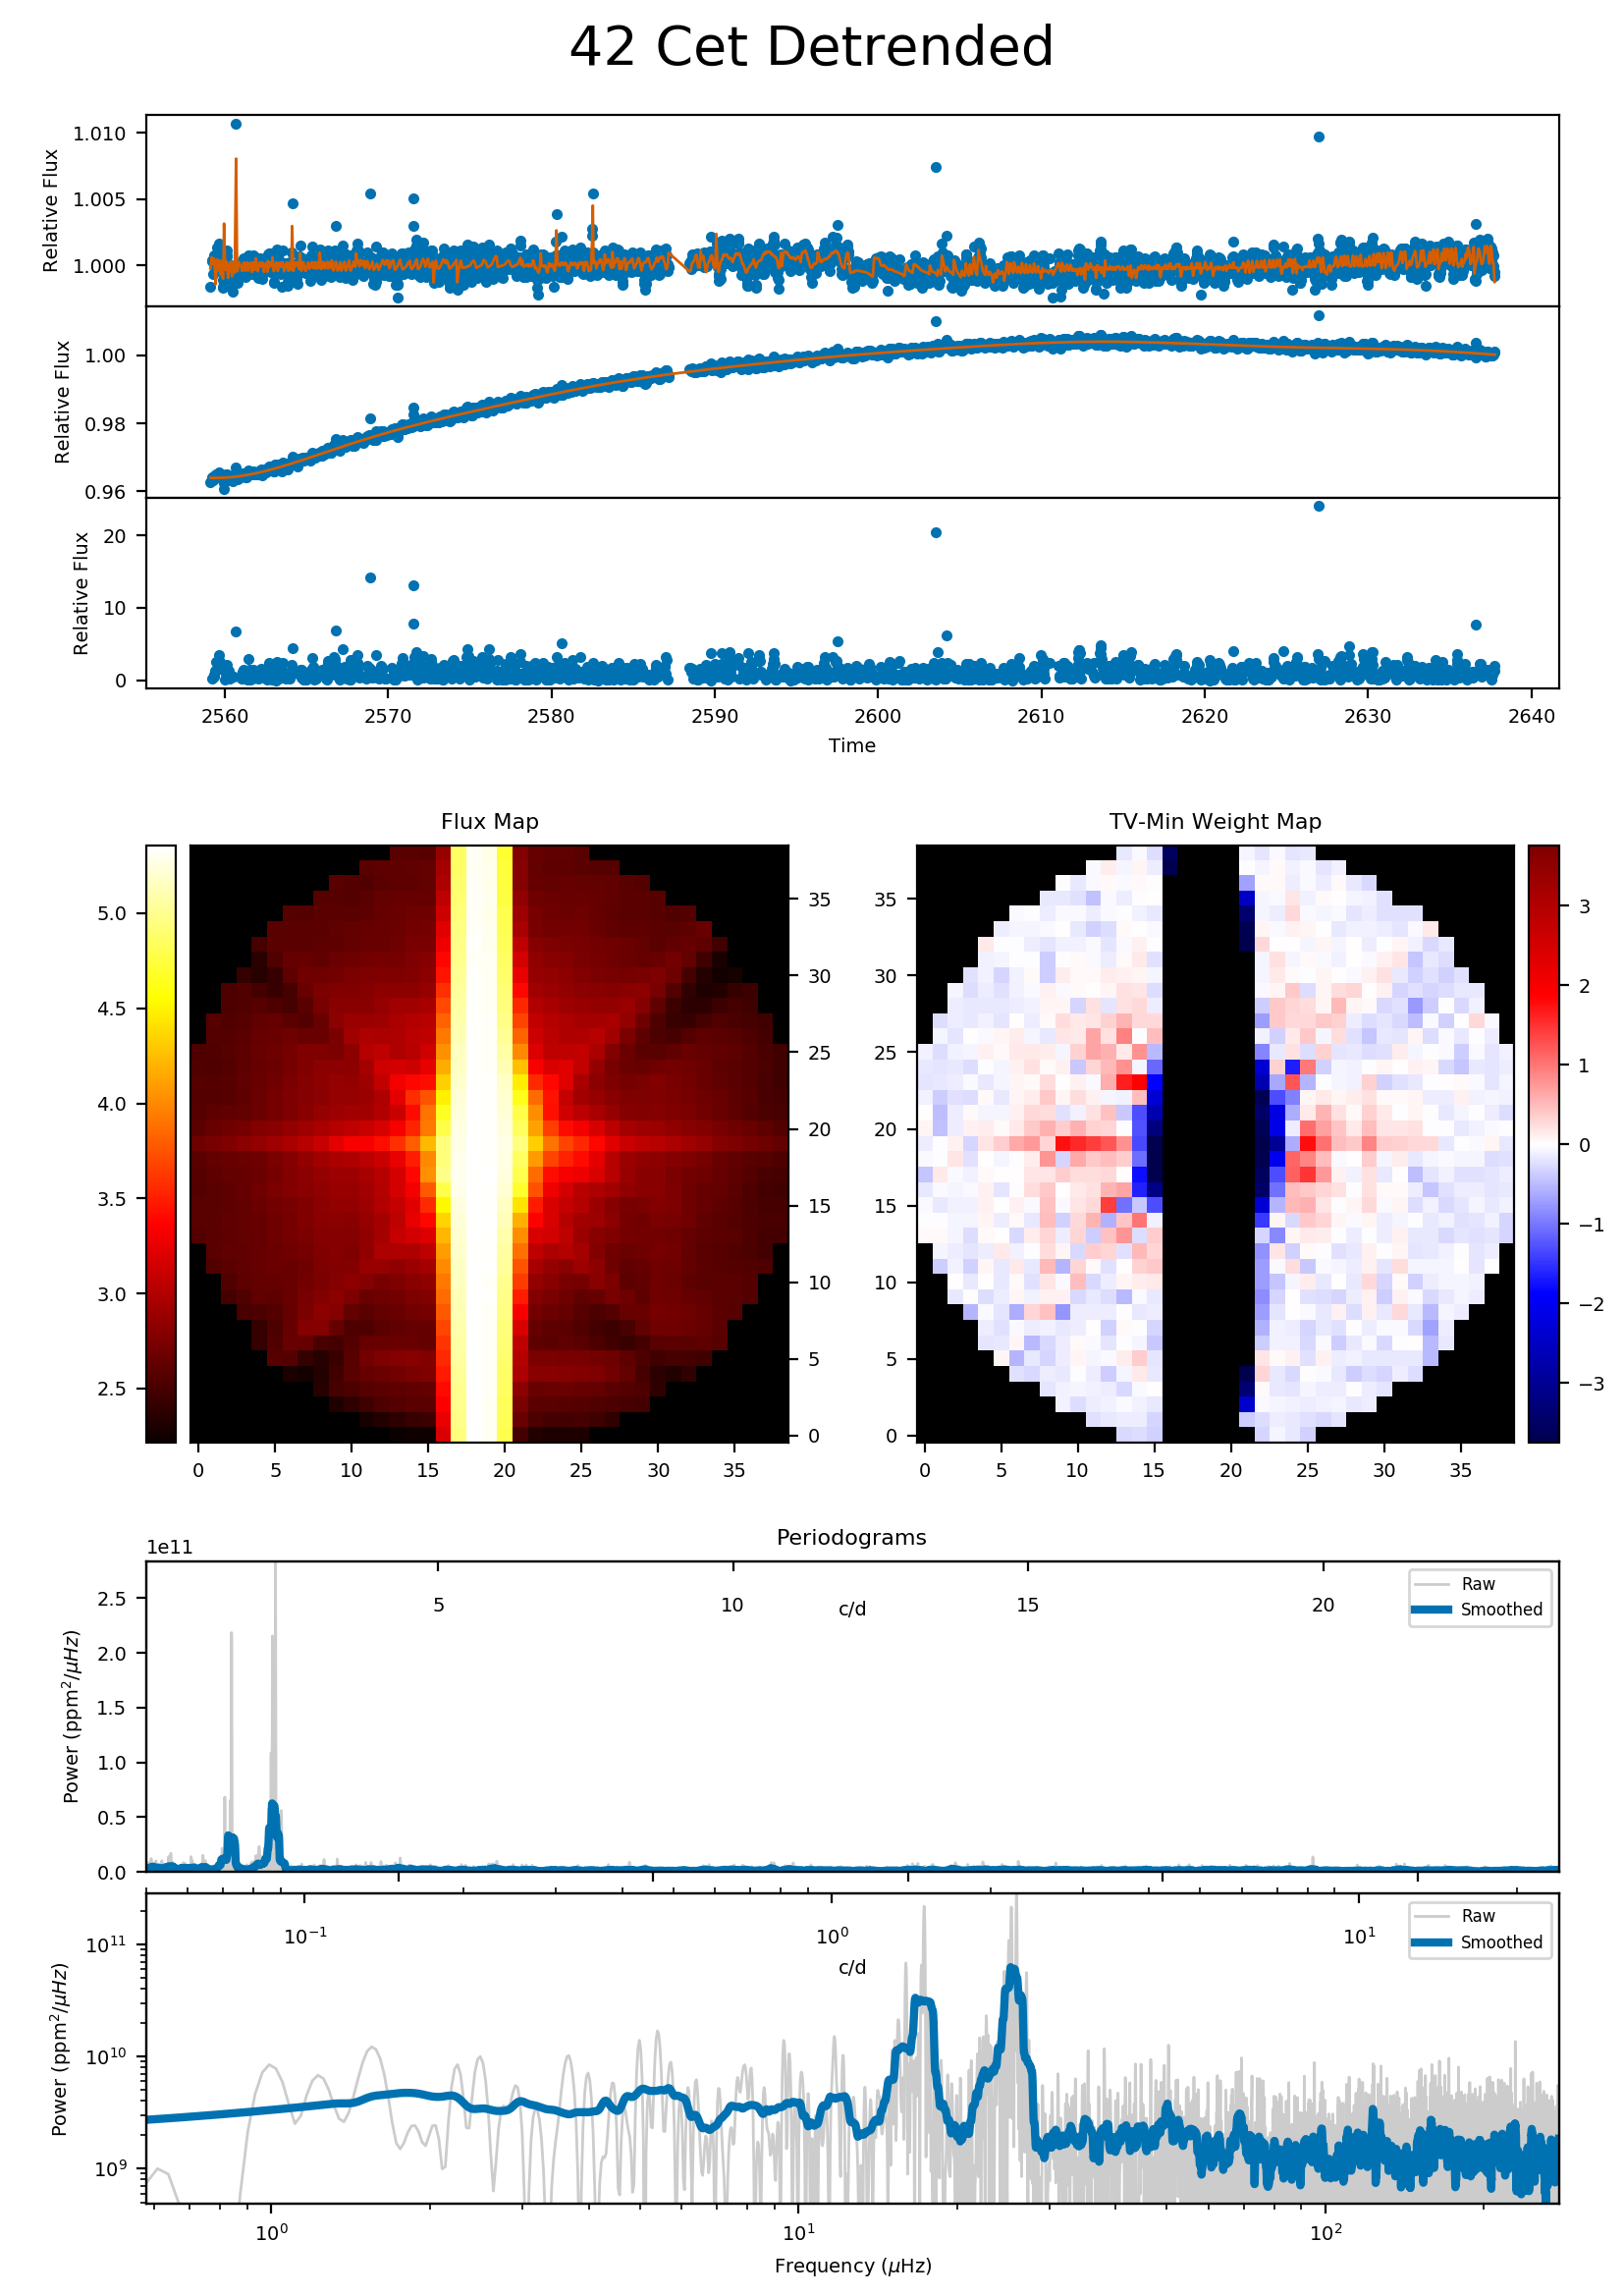 42 Cet Detrended
1.010
1.005
1.000
Relative Flux
1.00
0.98
0.96
Relative Flux
20
10
0
Relative Flux
2560 2570 2580 2590 2600 2610 2620 2630 2640
Time
Flux Map
5.0
4.5
4.0
3.5
3.0
2.5
35
30
25
20
15
10
5
0
0 5 10 15 20 25 30 35
TV-Min Weight Map
35
30
25
20
15
10
5
0
0 5 10 15 20 25 30 35
3
2
1
0
−1
−2
−3
Periodograms
1e11
2.5
2.0
1.5
1.0
0.5
0.0
Power (ppm²/μHz)
5 10 15 20
c/d
Raw
Smoothed
10¹¹
10¹⁰
10⁹
Power (ppm²/μHz)
10⁻¹ 10⁰ 10¹
c/d
Raw
Smoothed
10⁰ 10¹ 10²
Frequency (μHz)